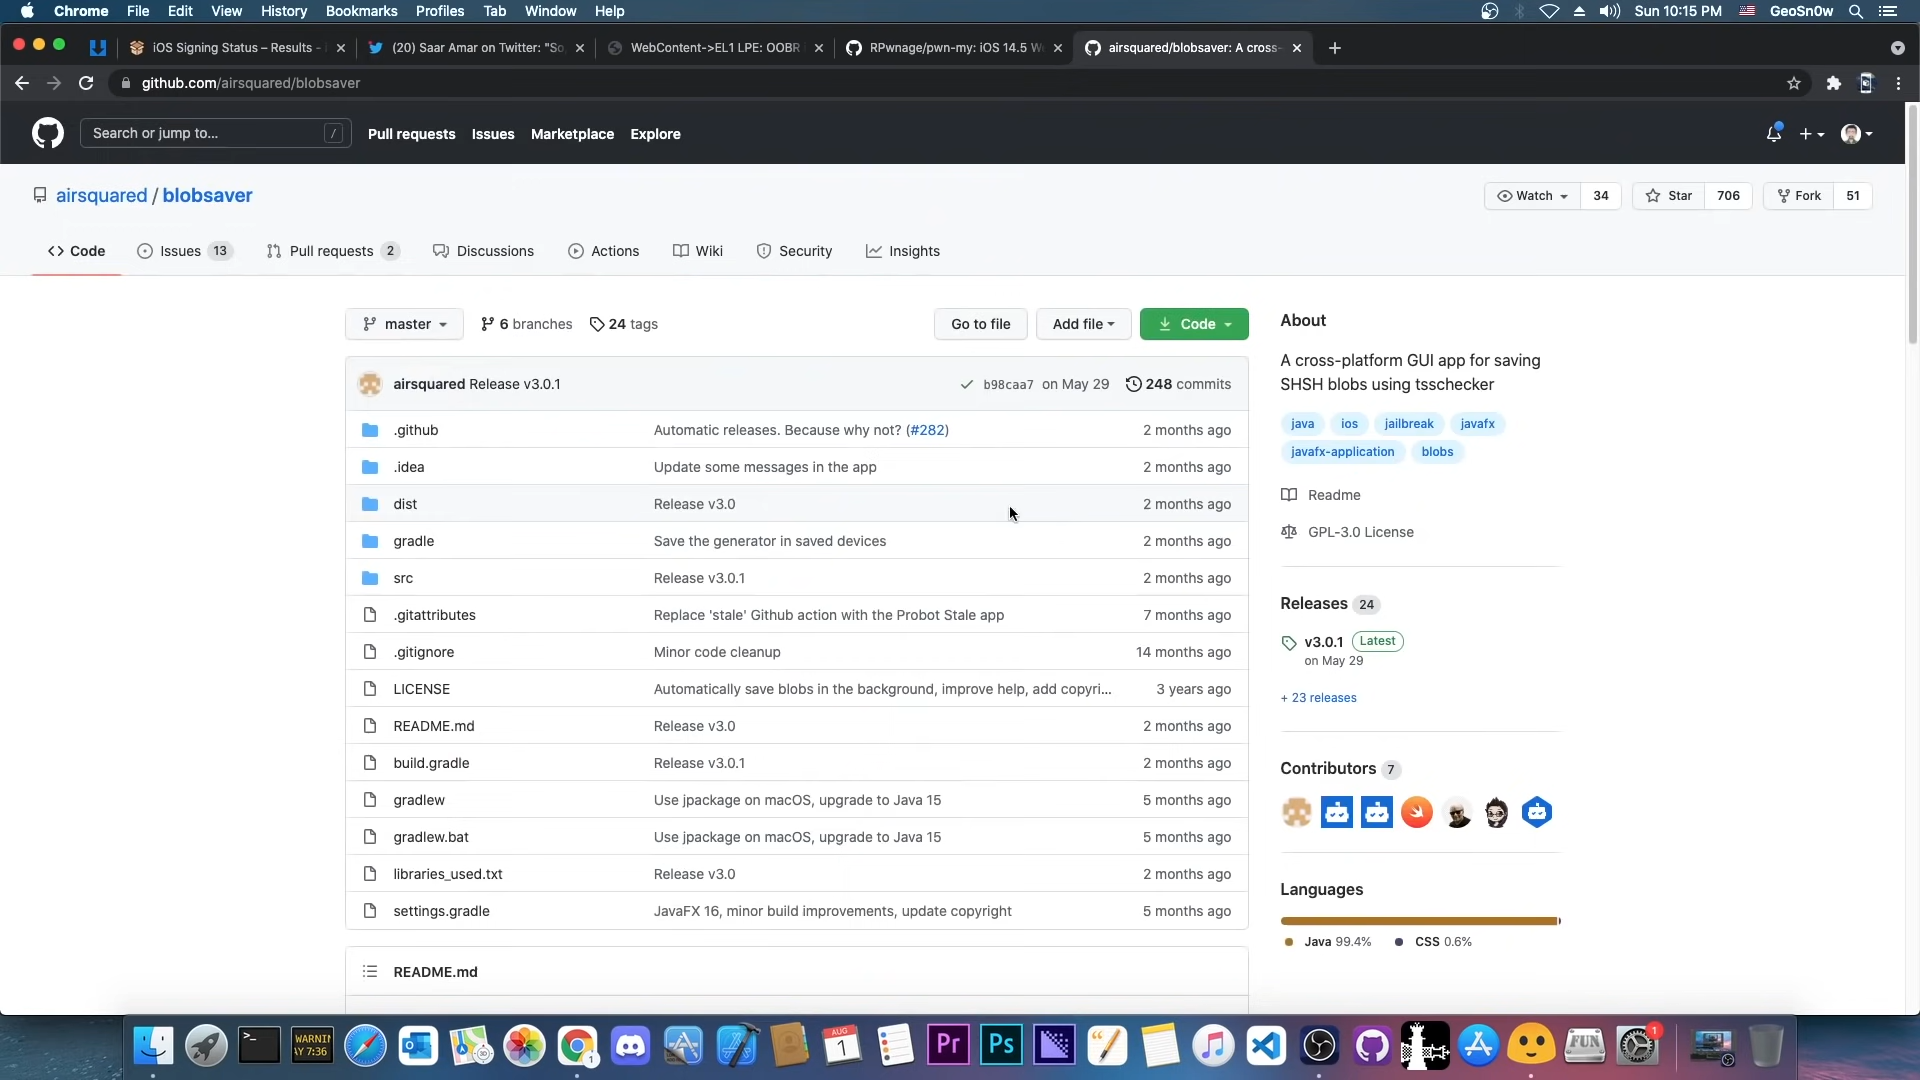 Chrome File Edit View History Bookmarks Profiles Tab Window Help Sun 10:15 PM GeoSn0w
iOS Signing Status – Results - (20) Saar Amar on Twitter: "So, WebContent->EL1 LPE: OOBR RPwnage/pwn-my: iOS 14.5 W airsquared/blobsaver: A cross-
github.com/airsquared/blobsaver
Search or jump to... / Pull requests Issues Marketplace Explore
airsquared / blobsaver Watch 34 Star 706 Fork 51
Code Issues 13 Pull requests 2 Discussions Actions Wiki Security Insights
master 6 branches 24 tags Go to file Add file Code
airsquared Release v3.0.1 b98caa7 on May 29 248 commits
.github Automatic releases. Because why not? (#282) 2 months ago
.idea Update some messages in the app 2 months ago
dist Release v3.0 2 months ago
gradle Save the generator in saved devices 2 months ago
src Release v3.0.1 2 months ago
.gitattributes Replace 'stale' Github action with the Probot Stale app 7 months ago
.gitignore Minor code cleanup 14 months ago
LICENSE Automatically save blobs in the background, improve help, add copyri... 3 years ago
README.md Release v3.0 2 months ago
build.gradle Release v3.0.1 2 months ago
gradlew Use jpackage on macOS, upgrade to Java 15 5 months ago
gradlew.bat Use jpackage on macOS, upgrade to Java 15 5 months ago
libraries_used.txt Release v3.0 2 months ago
settings.gradle JavaFX 16, minor build improvements, update copyright 5 months ago
README.md
About
A cross-platform GUI app for saving
SHSH blobs using tsschecker
java ios jailbreak javafx
javafx-application blobs
Readme
GPL-3.0 License
Releases 24
v3.0.1 Latest
on May 29
+ 23 releases
Contributors 7
Languages
Java 99.4% CSS 0.6%
WARNIN
AY 7:36
30
1
AUG
1
Pr
Ps
FUN
1